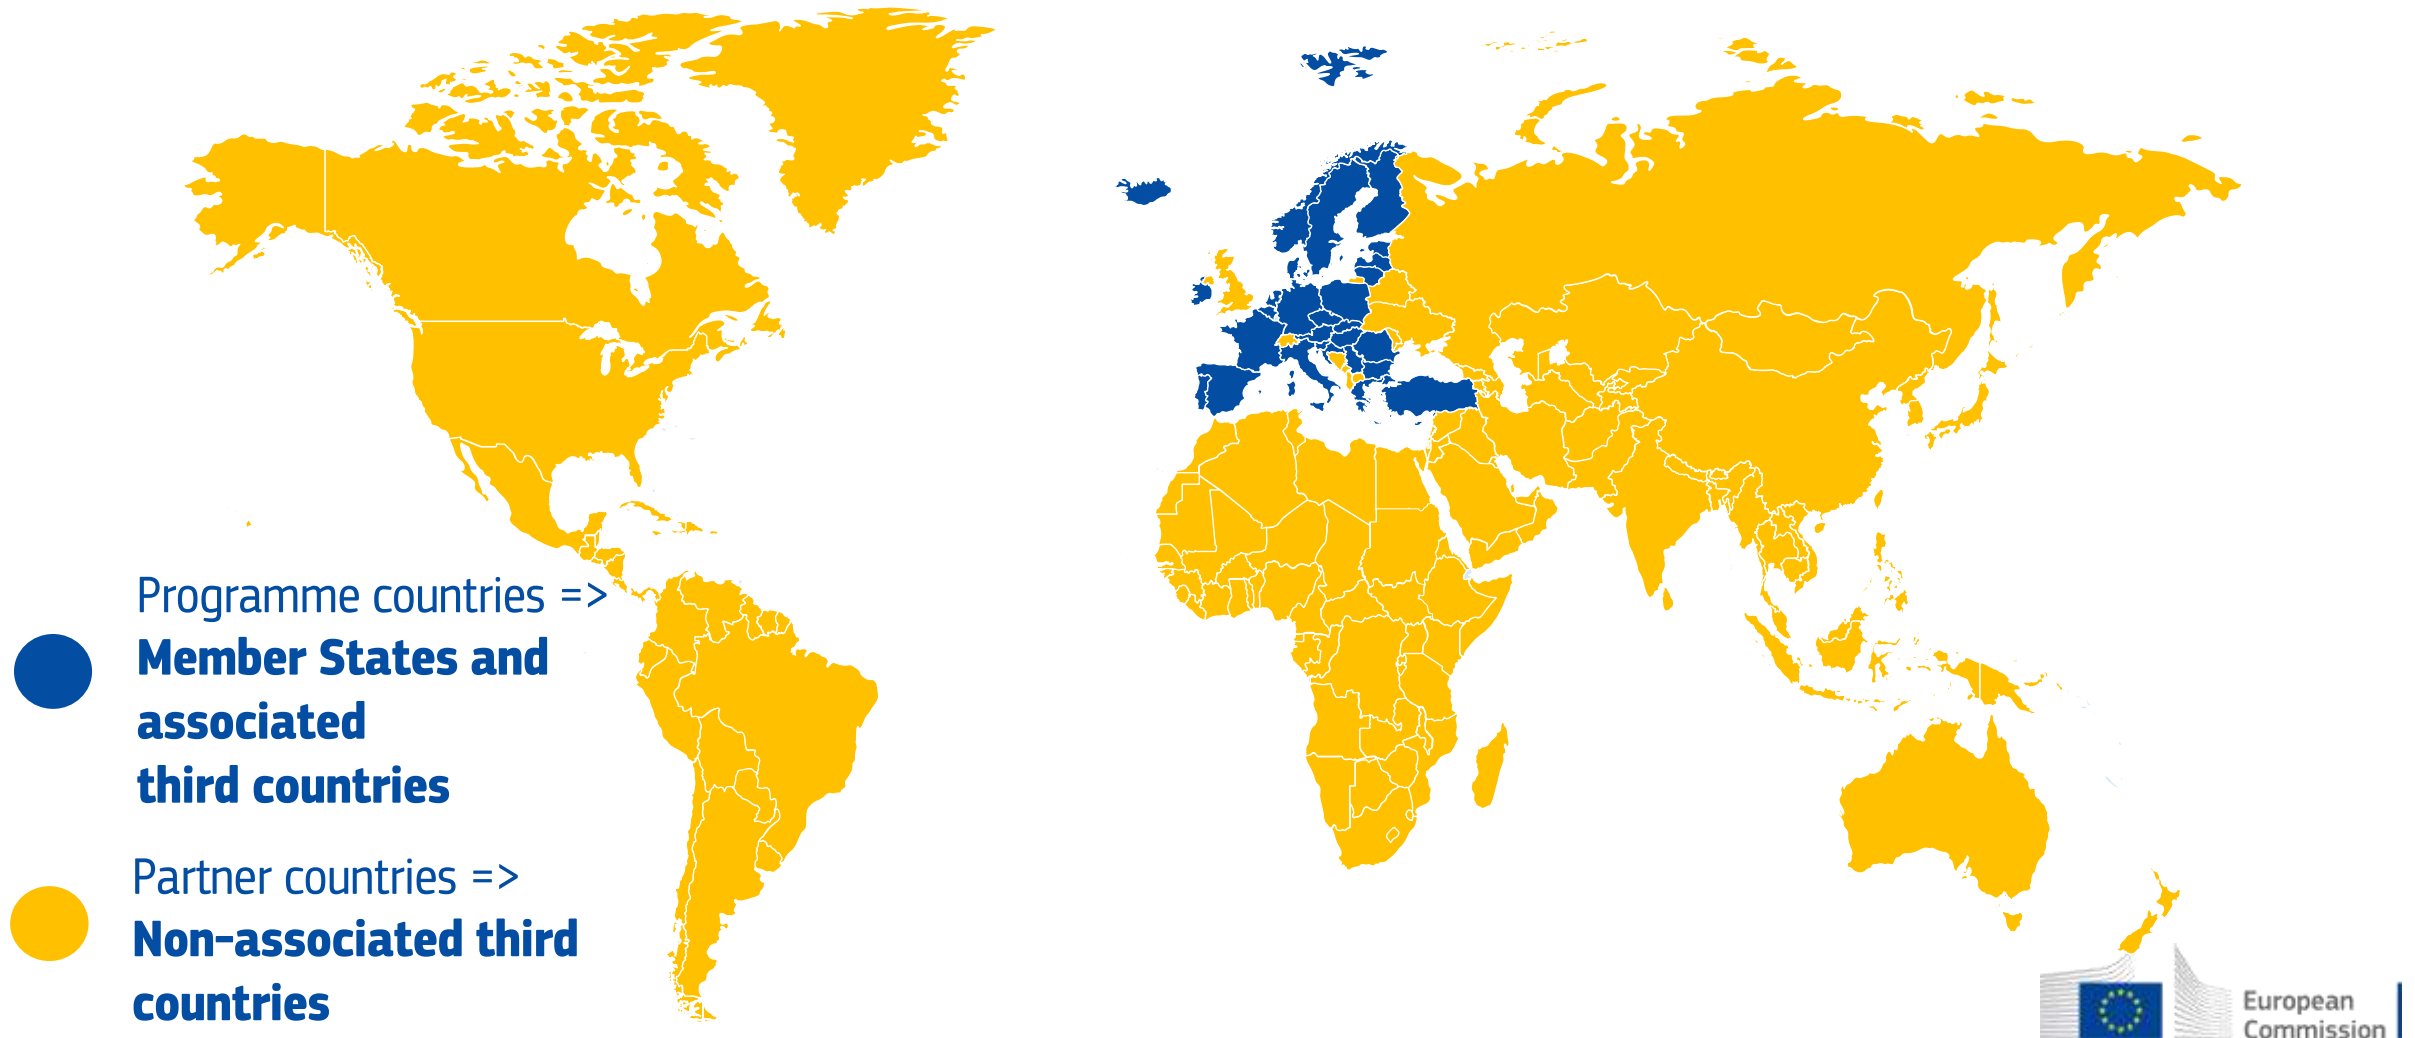 Programme countries =>
Member States and
associated
third countries
Partner countries =>
Non-associated third
countries
European
Commission